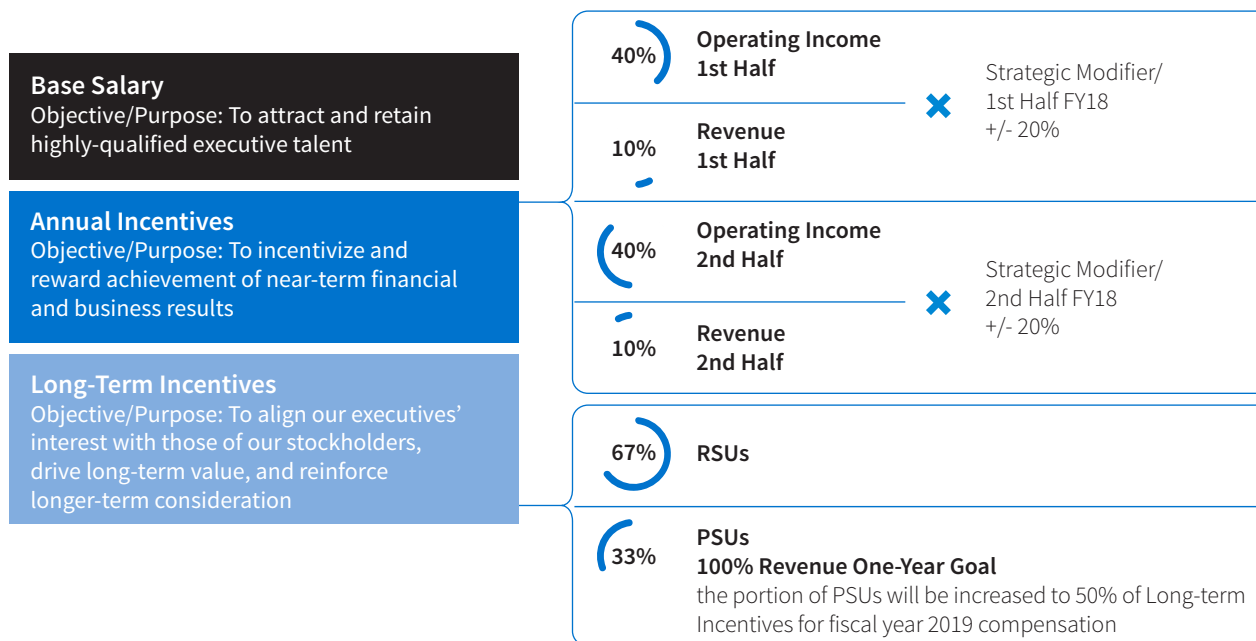 Base Salary
Objective/Purpose: To attract and retain
highly-qualified executive talent
Annual Incentives
Objective/Purpose: To incentivize and
reward achievement of near-term financial
and business results
Long-Term Incentives
Objective/Purpose: To align our executives’
interest with those of our stockholders,
drive long-term value, and reinforce
longer-term consideration
40%
Operating Income
1st Half
10%
Revenue
1st Half
Strategic Modifier/
1st Half FY18
+/- 20%
40%
Operating Income
2nd Half
10%
Revenue
2nd Half
Strategic Modifier/
2nd Half FY18
+/- 20%
67%
RSUs
33%
PSUs
100% Revenue One-Year Goal
the portion of PSUs will be increased to 50% of Long-term
Incentives for fiscal year 2019 compensation